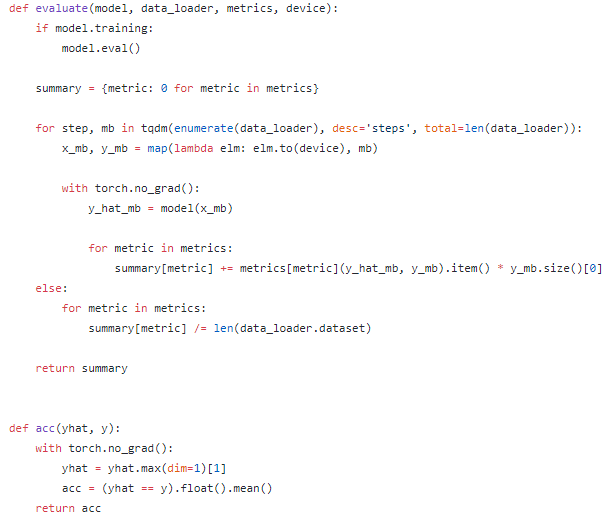 def evaluate(model, data_loader, metrics, device):
    if model.training:
        model.eval()

    summary = {metric: 0 for metric in metrics}

    for step, mb in tqdm(enumerate(data_loader), desc='steps', total=len(data_loader)):
        x_mb, y_mb = map(lambda elm: elm.to(device), mb)

        with torch.no_grad():
            y_hat_mb = model(x_mb)

            for metric in metrics:
                summary[metric] += metrics[metric](y_hat_mb, y_mb).item() * y_mb.size()[0]
    else:
        for metric in metrics:
            summary[metric] /= len(data_loader.dataset)

    return summary


def acc(yhat, y):
    with torch.no_grad():
        yhat = yhat.max(dim=1)[1]
        acc = (yhat == y).float().mean()
    return acc